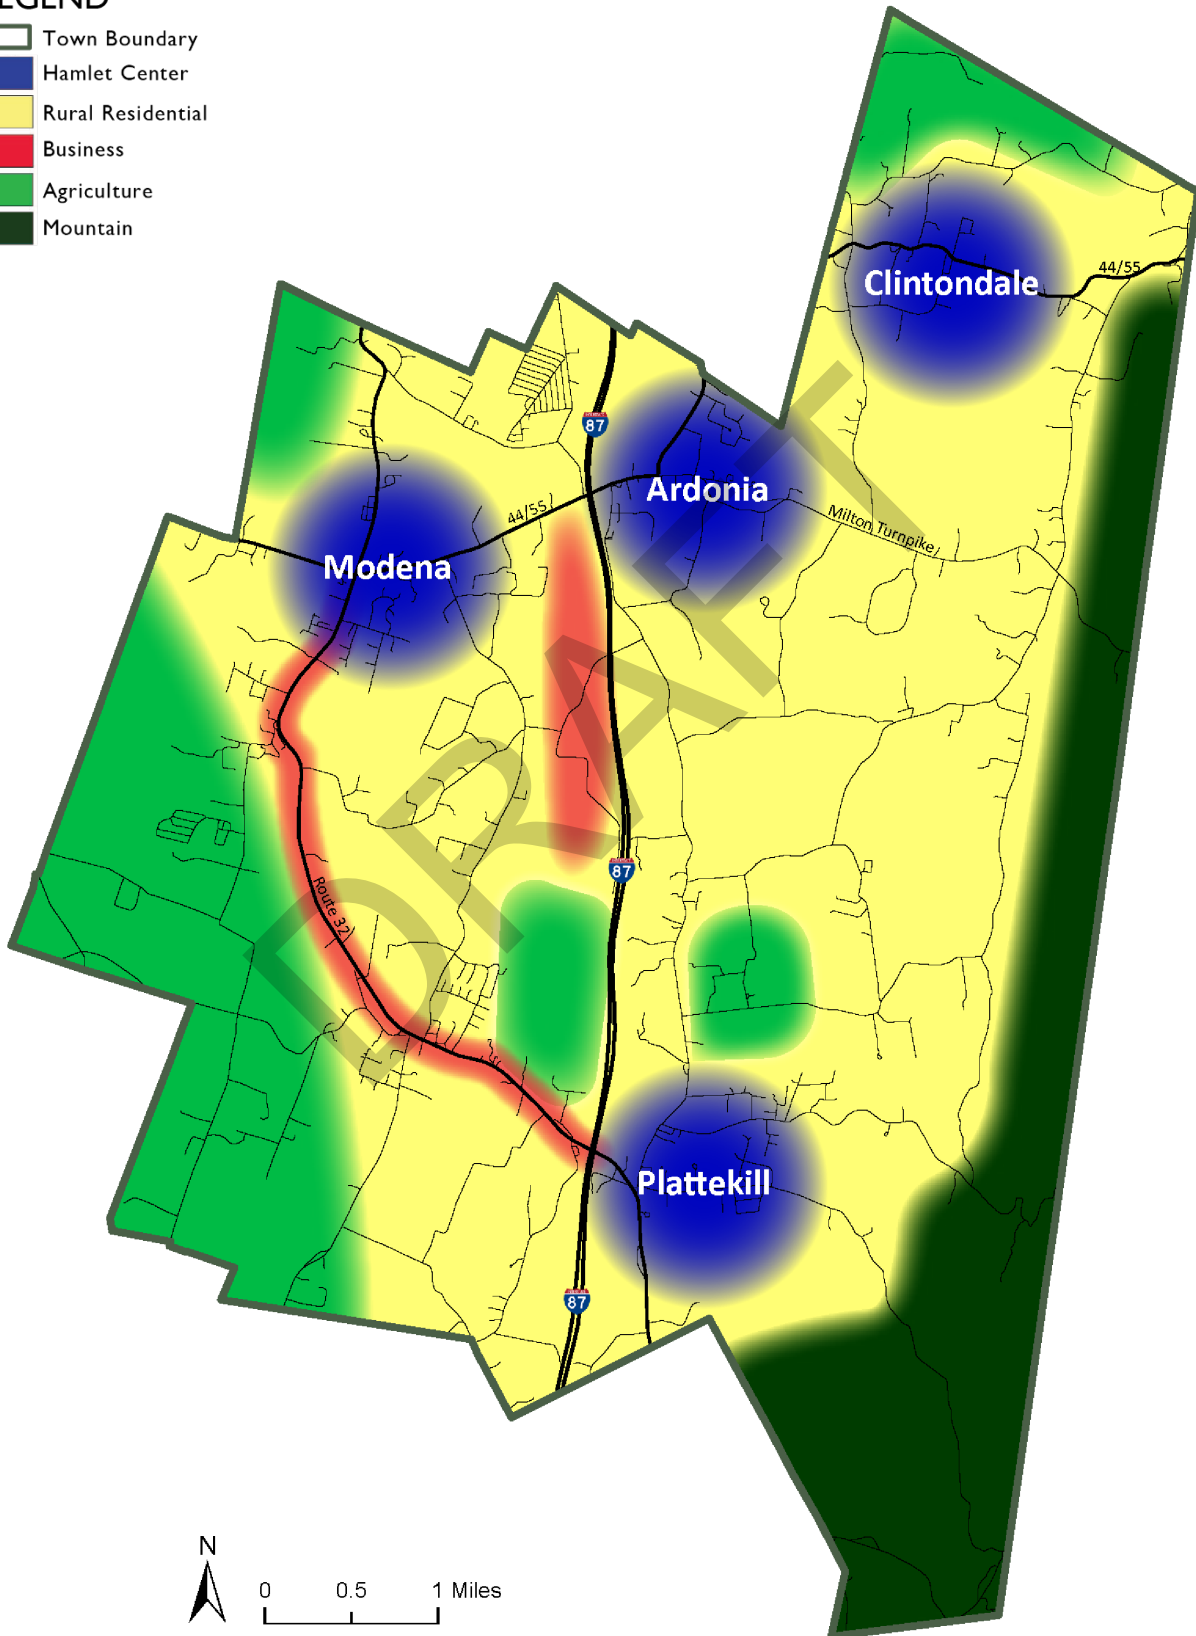 Town Boundary
Hamlet Center
Rural Residential
Business
Agriculture
Mountain
Clintondale
44/55
87
Ardonia
44/55
Milton Turnpike
Modena
DRAFT
87
Route 32
Plattekill
87
N
0 0.5 1 Miles